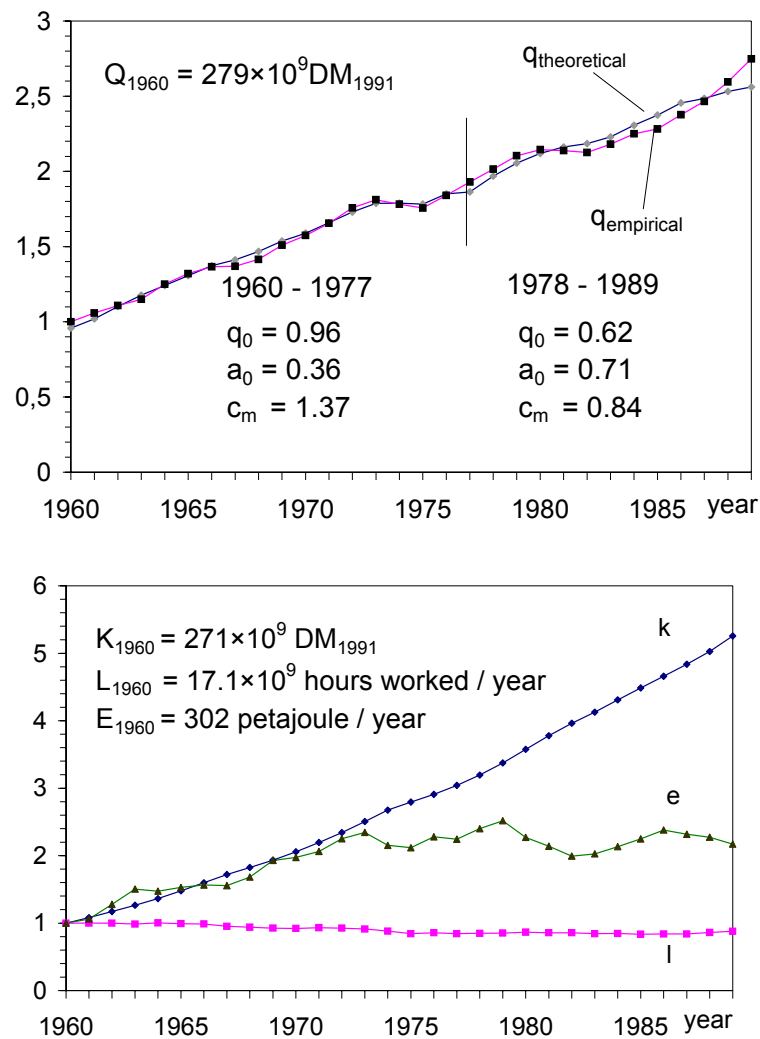 3
Q1960 = 279×10⁹DM1991
qtheoretical
2,5
2
qempirical
1,5
1960 - 1977
1978 - 1989
1
q0 = 0.96
q0 = 0.62
a0 = 0.36
a0 = 0.71
0,5
cm = 1.37
cm = 0.84
0
1960
1965
1970
1975
1980
1985
year
6
K1960 = 271×10⁹ DM1991
k
5
L1960 = 17.1×10⁹ hours worked / year
E1960 = 302 petajoule / year
4
3
e
2
1
l
0
1960
1965
1970
1975
1980
1985
year